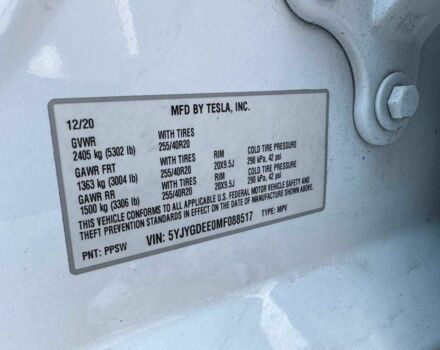 MFD BY TESLA, INC.
12/20
GVWR WITH TIRES
2405 kg (5302 lb) 255/40R20 RIM COLD TIRE PRESSURE
GAWR FRT WITH TIRES 20X9.5J 290 kPa, 42 psi
1363 kg (3004 lb) 255/40R20 RIM COLD TIRE PRESSURE
GAWR RR WITH TIRES 20X9.5J 290 kPa, 42 psi
1500 kg (3306 lb) 255/40R20
THIS VEHICLE CONFORMS TO ALL APPLICABLE U.S. FEDERAL MOTOR VEHICLE SAFETY AND
THEFT PREVENTION STANDARDS IN EFFECT ON THE DATE OF MANUFACTURE SHOWN ABOVE.
PNT: PPSW VIN: 5YJYGDEE0MF088517 TYPE: MPV